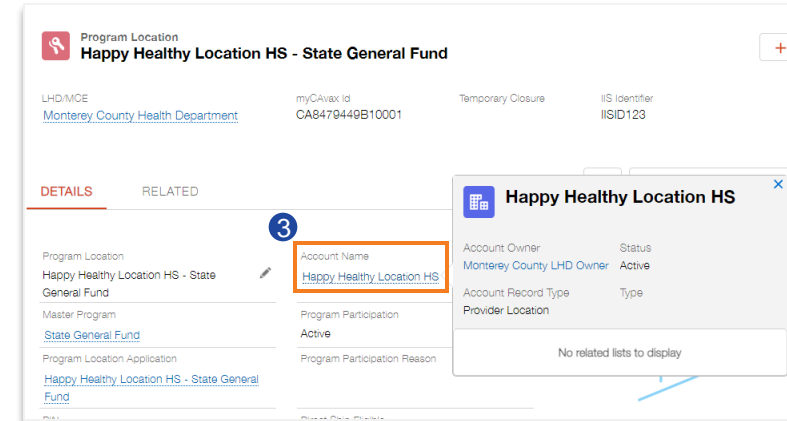 Program Location
Happy Healthy Location HS - State General Fund
LHD/MCE
Monterey County Health Department
myCAvax Id
CA8479449B10001
Temporary Closure
IIS Identifier
IISID123
DETAILS
RELATED
3
Program Location
Happy Healthy Location HS - State
General Fund
Account Name
Happy Healthy Location HS
Master Program
State General Fund
Program Participation
Active
Program Location Application
Happy Healthy Location HS - State General
Fund
Program Participation Reason
PIN
Direct Ship Eligible
Happy Healthy Location HS
Account Owner
Monterey County LHD Owner
Status
Active
Account Record Type
Provider Location
Type
No related lists to display